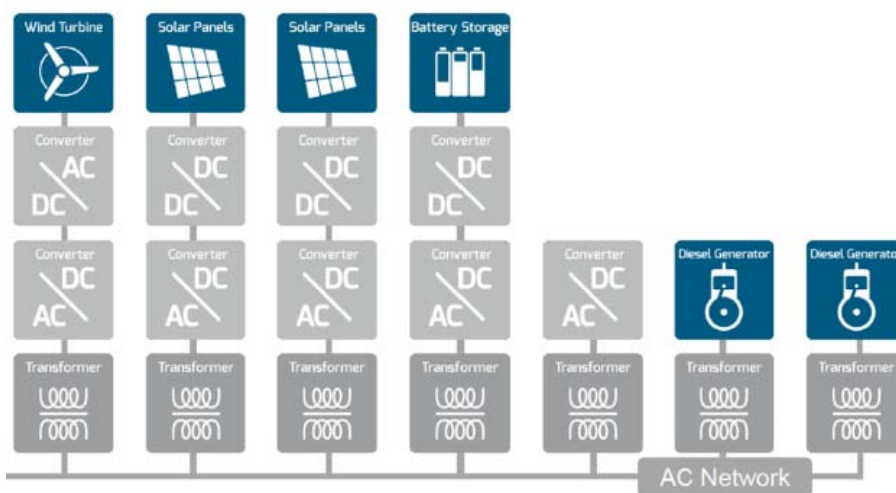 Wind Turbine
Solar Panels
Solar Panels
Battery Storage
Converter
Converter
Converter
Converter
AC
DC
DC
DC
DC
DC
DC
DC
Converter
Converter
Converter
Converter
Converter
Diesel Generator
Diesel Generato
DC
DC
DC
DC
DC
AC
AC
AC
AC
AC
Transformer
Transformer
Transformer
Transformer
Transformer
Transformer
Transformer
AC Network